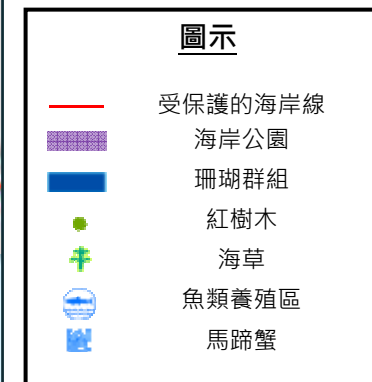 圖示
受保護的海岸線
海岸公園
珊瑚群組
紅樹木
海草
魚類養殖區
馬蹄蟹